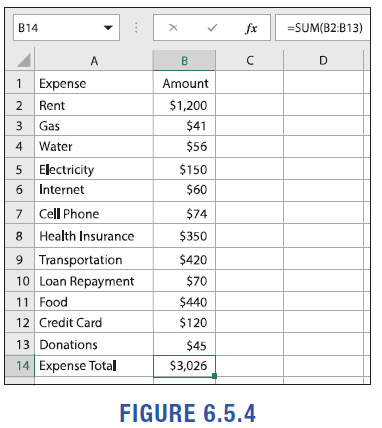 B14 fx =SUM(B2:B13)
A B C D
1 Expense Amount
2 Rent $1,200
3 Gas $41
4 Water $56
5 Electricity $150
6 Internet $60
7 Cell Phone $74
8 Health Insurance $350
9 Transportation $420
10 Loan Repayment $70
11 Food $440
12 Credit Card $120
13 Donations $45
14 Expense Total $3,026
FIGURE 6.5.4